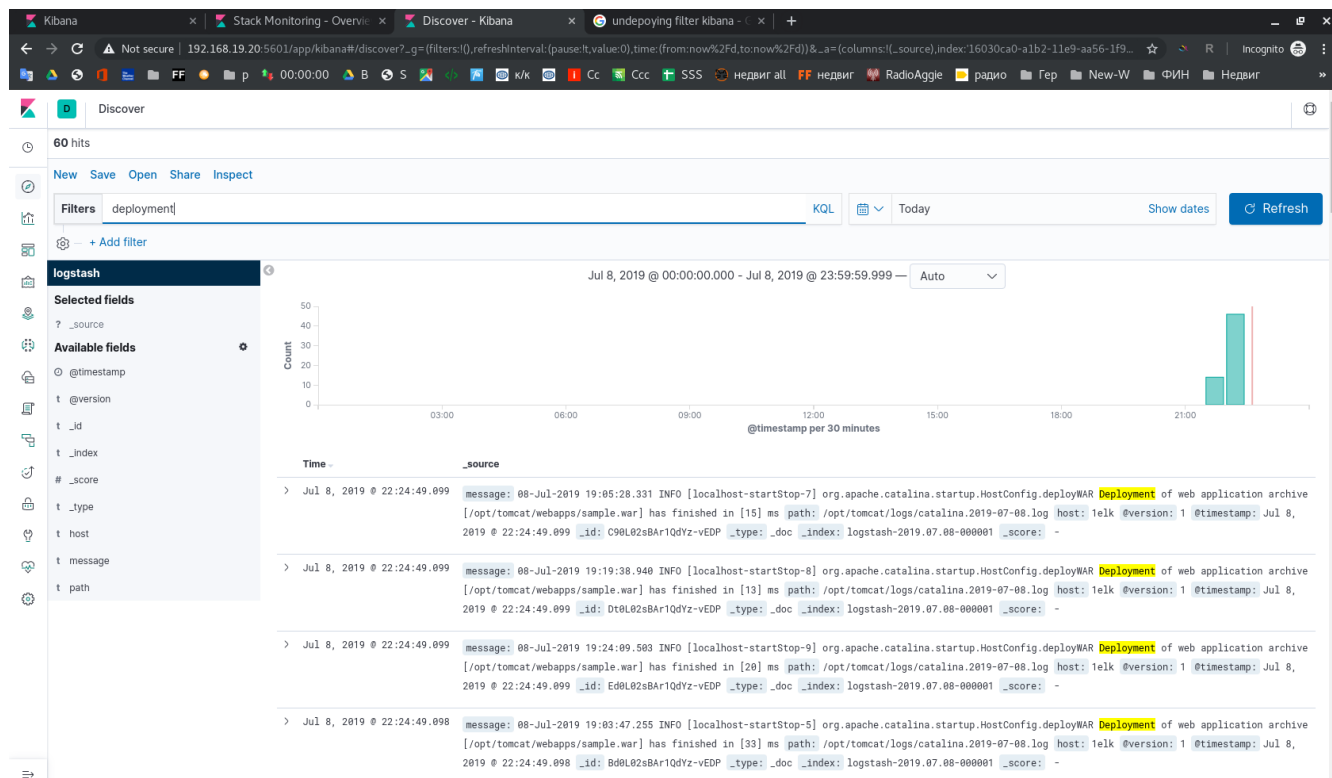 Kibana
Stack Monitoring - Overvie
Discover - Kibana
undepoying filter kibana - G
Not secure | 192.168.19.20:5601/app/kibana#/discover?_g=(filters:!(),refreshInterval:(pause:!t,value:0),time:(from:now%2Fd,to:now%2Fd))&_a=(columns:!(_source),index:'16030ca0-a1b2-11e9-aa56-1f9...
R Incognito
FF p 00:00:00 B S к/к Cc Ccc SSS недвиг all FF недвиг RadioAggie радио Гер New-W ФИН Недвиг »
D Discover
60 hits
New Save Open Share Inspect
Filters deployment KQL Today Show dates Refresh
+ Add filter
logstash
Jul 8, 2019 @ 00:00:00.000 - Jul 8, 2019 @ 23:59:59.999 — Auto
Selected fields
? _source
Available fields
@timestamp
t @version
t _id
t _index
# _score
t _type
t host
t message
t path
Count
50
40
30
20
10
0
03:00 06:00 09:00 12:00 15:00 18:00 21:00
@timestamp per 30 minutes
Time _source
Jul 8, 2019 @ 22:24:49.099 message: 08-Jul-2019 19:05:28.331 INFO [localhost-startStop-7] org.apache.catalina.startup.HostConfig.deployWAR Deployment of web application archive
[/opt/tomcat/webapps/sample.war] has finished in [15] ms path: /opt/tomcat/logs/catalina.2019-07-08.log host: 1elk @version: 1 @timestamp: Jul 8,
2019 @ 22:24:49.099 _id: C90L02sBAr1QdYz-vEDP _type: _doc _index: logstash-2019.07.08-000001 _score: -
Jul 8, 2019 @ 22:24:49.099 message: 08-Jul-2019 19:19:38.940 INFO [localhost-startStop-8] org.apache.catalina.startup.HostConfig.deployWAR Deployment of web application archive
[/opt/tomcat/webapps/sample.war] has finished in [13] ms path: /opt/tomcat/logs/catalina.2019-07-08.log host: 1elk @version: 1 @timestamp: Jul 8,
2019 @ 22:24:49.099 _id: Dt0L02sBAr1QdYz-vEDP _type: _doc _index: logstash-2019.07.08-000001 _score: -
Jul 8, 2019 @ 22:24:49.099 message: 08-Jul-2019 19:24:09.503 INFO [localhost-startStop-9] org.apache.catalina.startup.HostConfig.deployWAR Deployment of web application archive
[/opt/tomcat/webapps/sample.war] has finished in [20] ms path: /opt/tomcat/logs/catalina.2019-07-08.log host: 1elk @version: 1 @timestamp: Jul 8,
2019 @ 22:24:49.099 _id: Ed0L02sBAr1QdYz-vEDP _type: _doc _index: logstash-2019.07.08-000001 _score: -
Jul 8, 2019 @ 22:24:49.098 message: 08-Jul-2019 19:03:47.255 INFO [localhost-startStop-5] org.apache.catalina.startup.HostConfig.deployWAR Deployment of web application archive
[/opt/tomcat/webapps/sample.war] has finished in [33] ms path: /opt/tomcat/logs/catalina.2019-07-08.log host: 1elk @version: 1 @timestamp: Jul 8,
2019 @ 22:24:49.098 _id: Bd0L02sBAr1QdYz-vEDP _type: _doc _index: logstash-2019.07.08-000001 _score: -